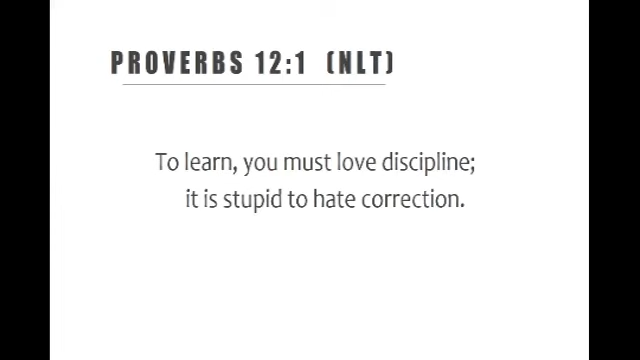 PROVERBS 12:1 (NLT)
To learn, you must love discipline;
it is stupid to hate correction.